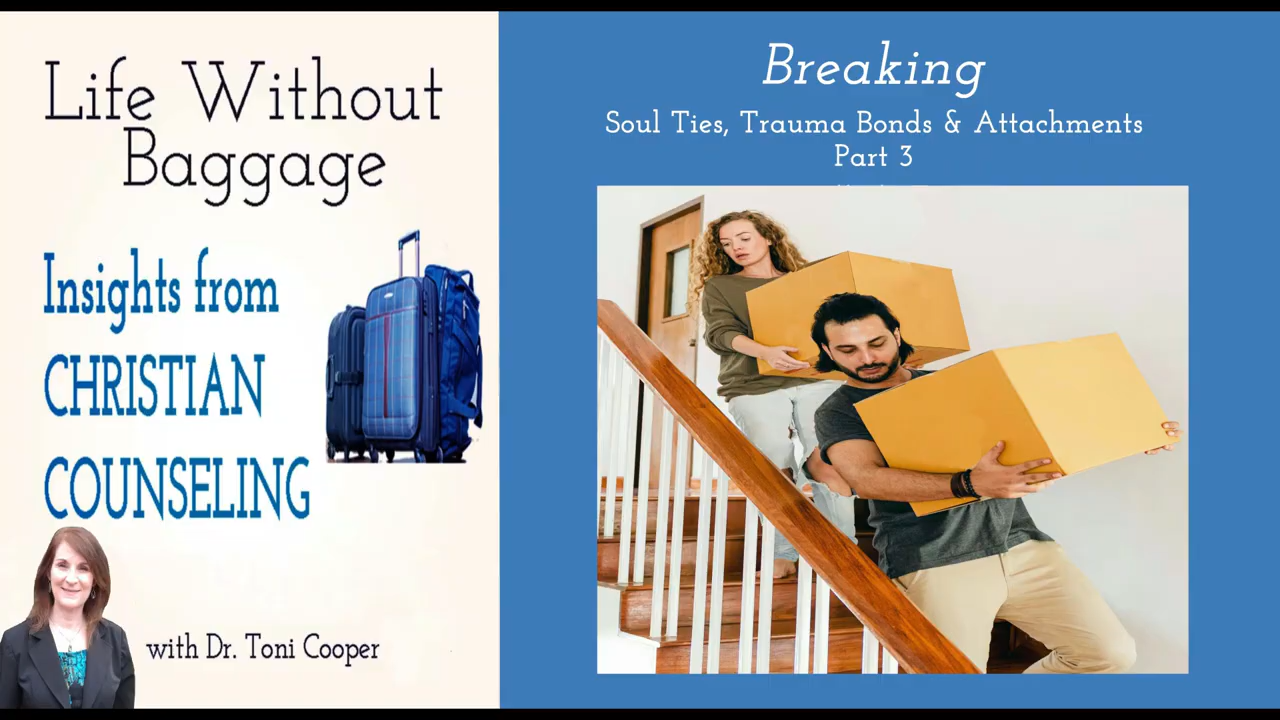 Life Without
Baggage
Insights from
CHRISTIAN
COUNSELING
with Dr. Toni Cooper
Breaking
Soul Ties, Trauma Bonds & Attachments
Part 3